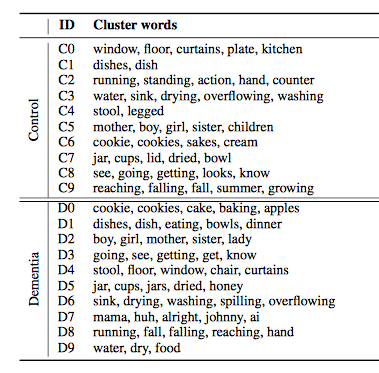 ID Cluster words
Control
C0 window, floor, curtains, plate, kitchen
C1 dishes, dish
C2 running, standing, action, hand, counter
C3 water, sink, drying, overflowing, washing
C4 stool, legged
C5 mother, boy, girl, sister, children
C6 cookie, cookies, sakes, cream
C7 jar, cups, lid, dried, bowl
C8 see, going, getting, looks, know
C9 reaching, falling, fall, summer, growing
Dementia
D0 cookie, cookies, cake, baking, apples
D1 dishes, dish, eating, bowls, dinner
D2 boy, girl, mother, sister, lady
D3 going, see, getting, get, know
D4 stool, floor, window, chair, curtains
D5 jar, cups, jars, dried, honey
D6 sink, drying, washing, spilling, overflowing
D7 mama, huh, alright, johnny, ai
D8 running, fall, falling, reaching, hand
D9 water, dry, food